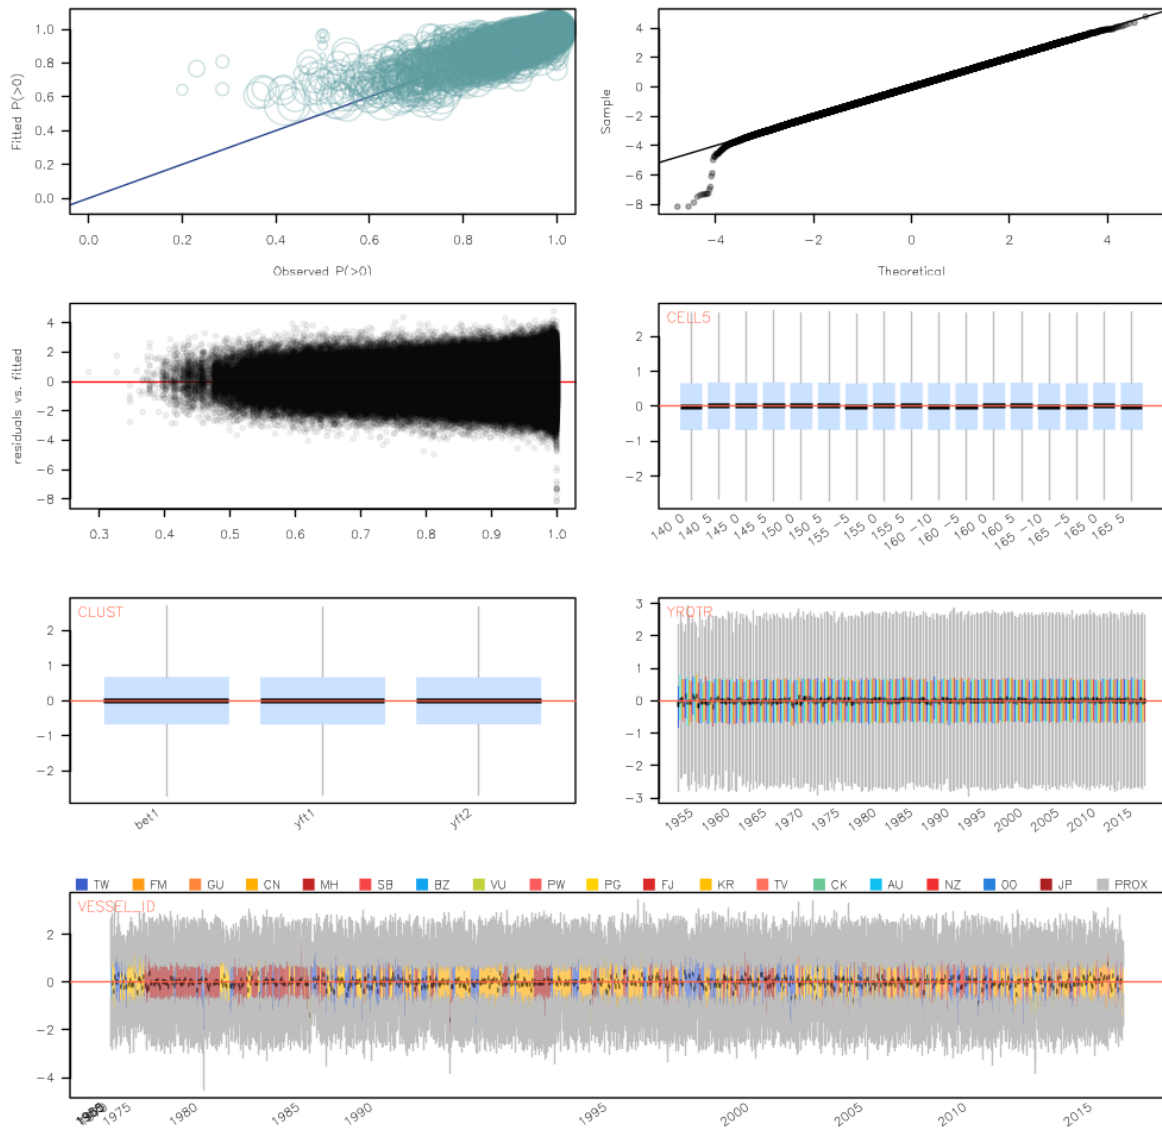 Fitted P(>0)
1.0
0.8
0.6
0.4
0.2
0.0
0.0 0.2 0.4 0.6 0.8 1.0
Observed P(>0)
Sample
4
2
0
−2
−4
−6
−8
−4 −2 0 2 4
Theoretical
residuals vs. fitted
4
2
0
−2
−4
−6
−8
0.3 0.4 0.5 0.6 0.7 0.8 0.9 1.0
CELL5
2
1
0
−1
−2
140 0 140 5 145 0 145 5 150 0 150 5 155 −5 155 0 155 5 160 −10 160 −5 160 0 160 5 165 −10 165 −5 165 0 165 5
CLUST
2
1
0
−1
−2
bet1 yft1 yft2
YRQTR
3
2
1
0
−1
−2
−3
1955 1960 1965 1970 1975 1980 1985 1990 1995 2000 2005 2010 2015
TW FM GU CN MH SB BZ VU PW PG FJ KR TV CK AU NZ OO JP PROX
VESSEL_ID
2
0
−2
−4
1975 1980 1985 1990 1995 2000 2005 2010 2015